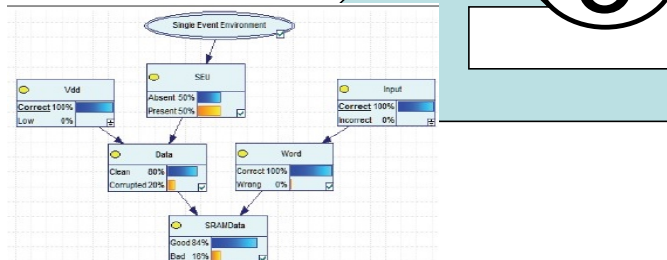 Single Event Environment
SEU
Absent 50%
Present 50%
Vdd
Correct 100%
Low 0%
Input
Correct 100%
Incorrect 0%
Data
Clean 80%
Corrupted 20%
Word
Correct 100%
Wrong 0%
SRAMData
Good 84%
Bad 16%